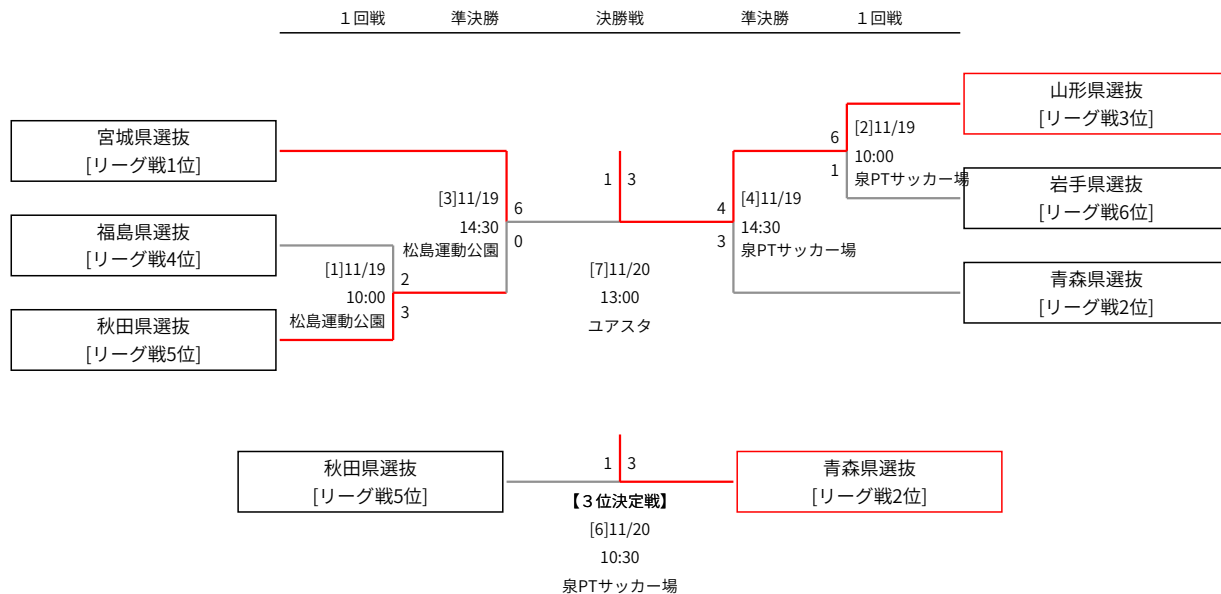 １回戦
準決勝
決勝戦
準決勝
１回戦
宮城県選抜
[リーグ戦1位]
福島県選抜
[リーグ戦4位]
秋田県選抜
[リーグ戦5位]
[1]11/19
10:00
松島運動公園
2
3
[3]11/19
14:30
松島運動公園
6
0
1
3
[7]11/20
13:00
ユアスタ
4
3
[4]11/19
14:30
泉PTサッカー場
6
1
[2]11/19
10:00
泉PTサッカー場
山形県選抜
[リーグ戦3位]
岩手県選抜
[リーグ戦6位]
青森県選抜
[リーグ戦2位]
秋田県選抜
[リーグ戦5位]
1
3
【３位決定戦】
[6]11/20
10:30
泉PTサッカー場
青森県選抜
[リーグ戦2位]